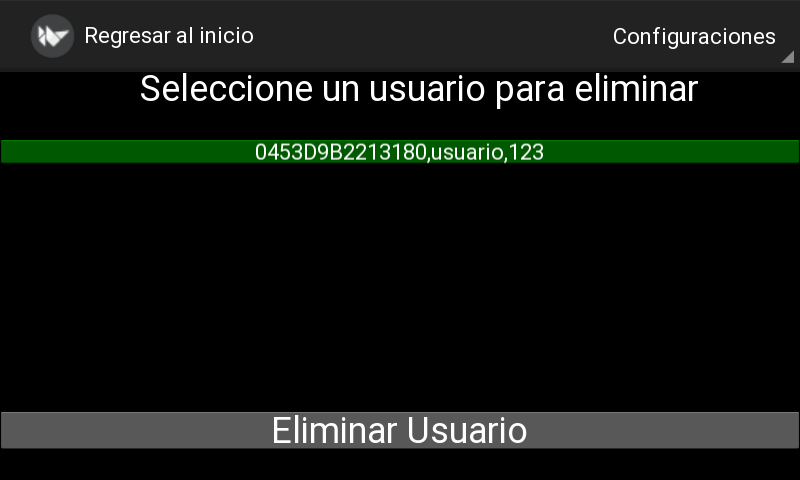 Regresar al inicio
Configuraciones
Seleccione un usuario para eliminar
0453D9B2213180,usuario,123
Eliminar Usuario